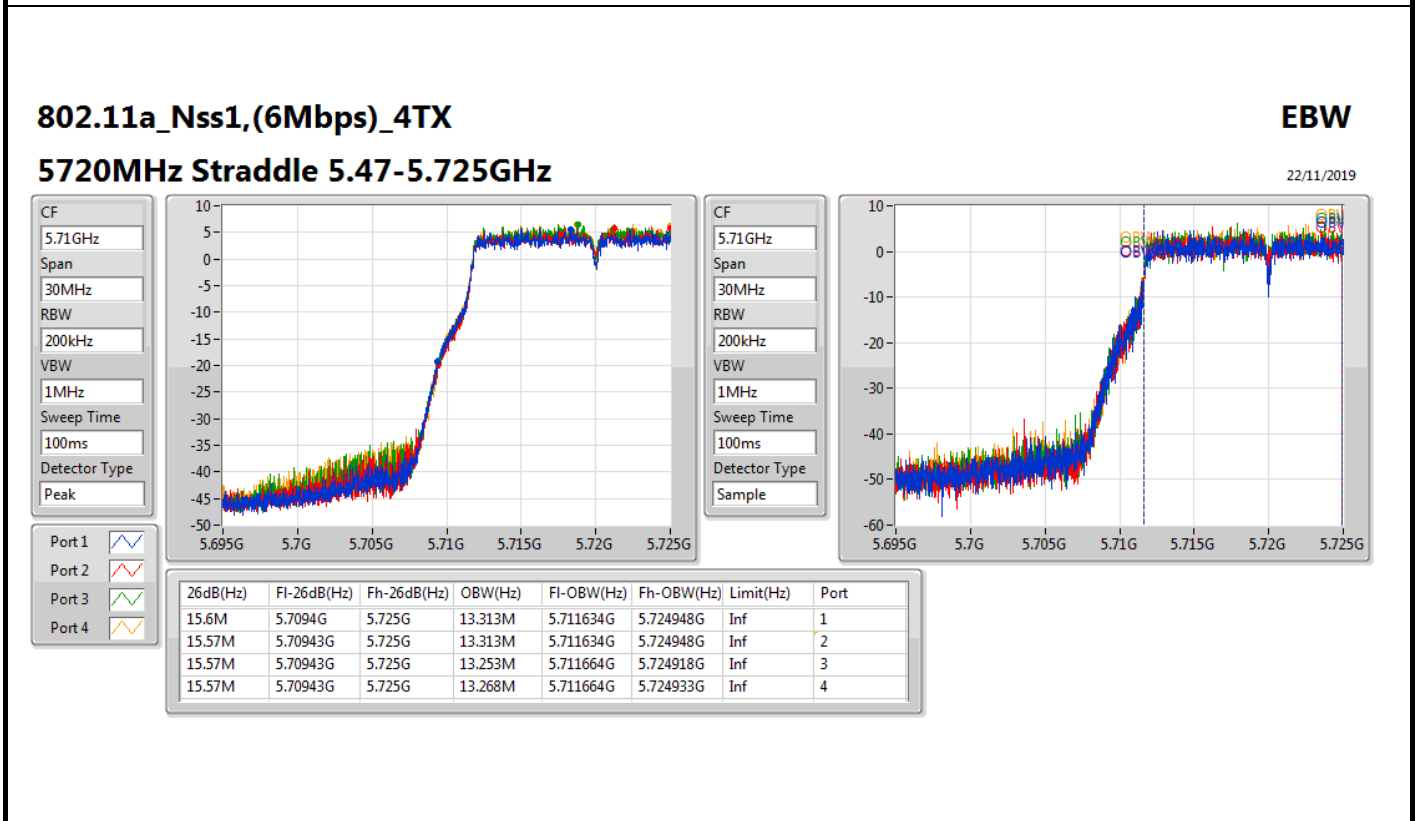 802.11a_Nss1,(6Mbps)_4TX
EBW
5720MHz Straddle 5.47-5.725GHz
22/11/2019
CF
5.71GHz
Span
30MHz
RBW
200kHz
VBW
1MHz
Sweep Time
100ms
Detector Type
Peak
10
5
0
-5
-10
-15
-20
-25
-30
-35
-40
-45
-50
5.695G 5.7G 5.705G 5.71G 5.715G 5.72G 5.725G
CF
5.71GHz
Span
30MHz
RBW
200kHz
VBW
1MHz
Sweep Time
100ms
Detector Type
Sample
10
0
-10
-20
-30
-40
-50
-60
5.695G 5.7G 5.705G 5.71G 5.715G 5.72G 5.725G
Port 1
Port 2
Port 3
Port 4
26dB(Hz) Fl-26dB(Hz) Fh-26dB(Hz) OBW(Hz) Fl-OBW(Hz) Fh-OBW(Hz) Limit(Hz) Port
15.6M 5.7094G 5.725G 13.313M 5.711634G 5.724948G Inf 1
15.57M 5.70943G 5.725G 13.313M 5.711634G 5.724948G Inf 2
15.57M 5.70943G 5.725G 13.253M 5.711664G 5.724918G Inf 3
15.57M 5.70943G 5.725G 13.268M 5.711664G 5.724933G Inf 4